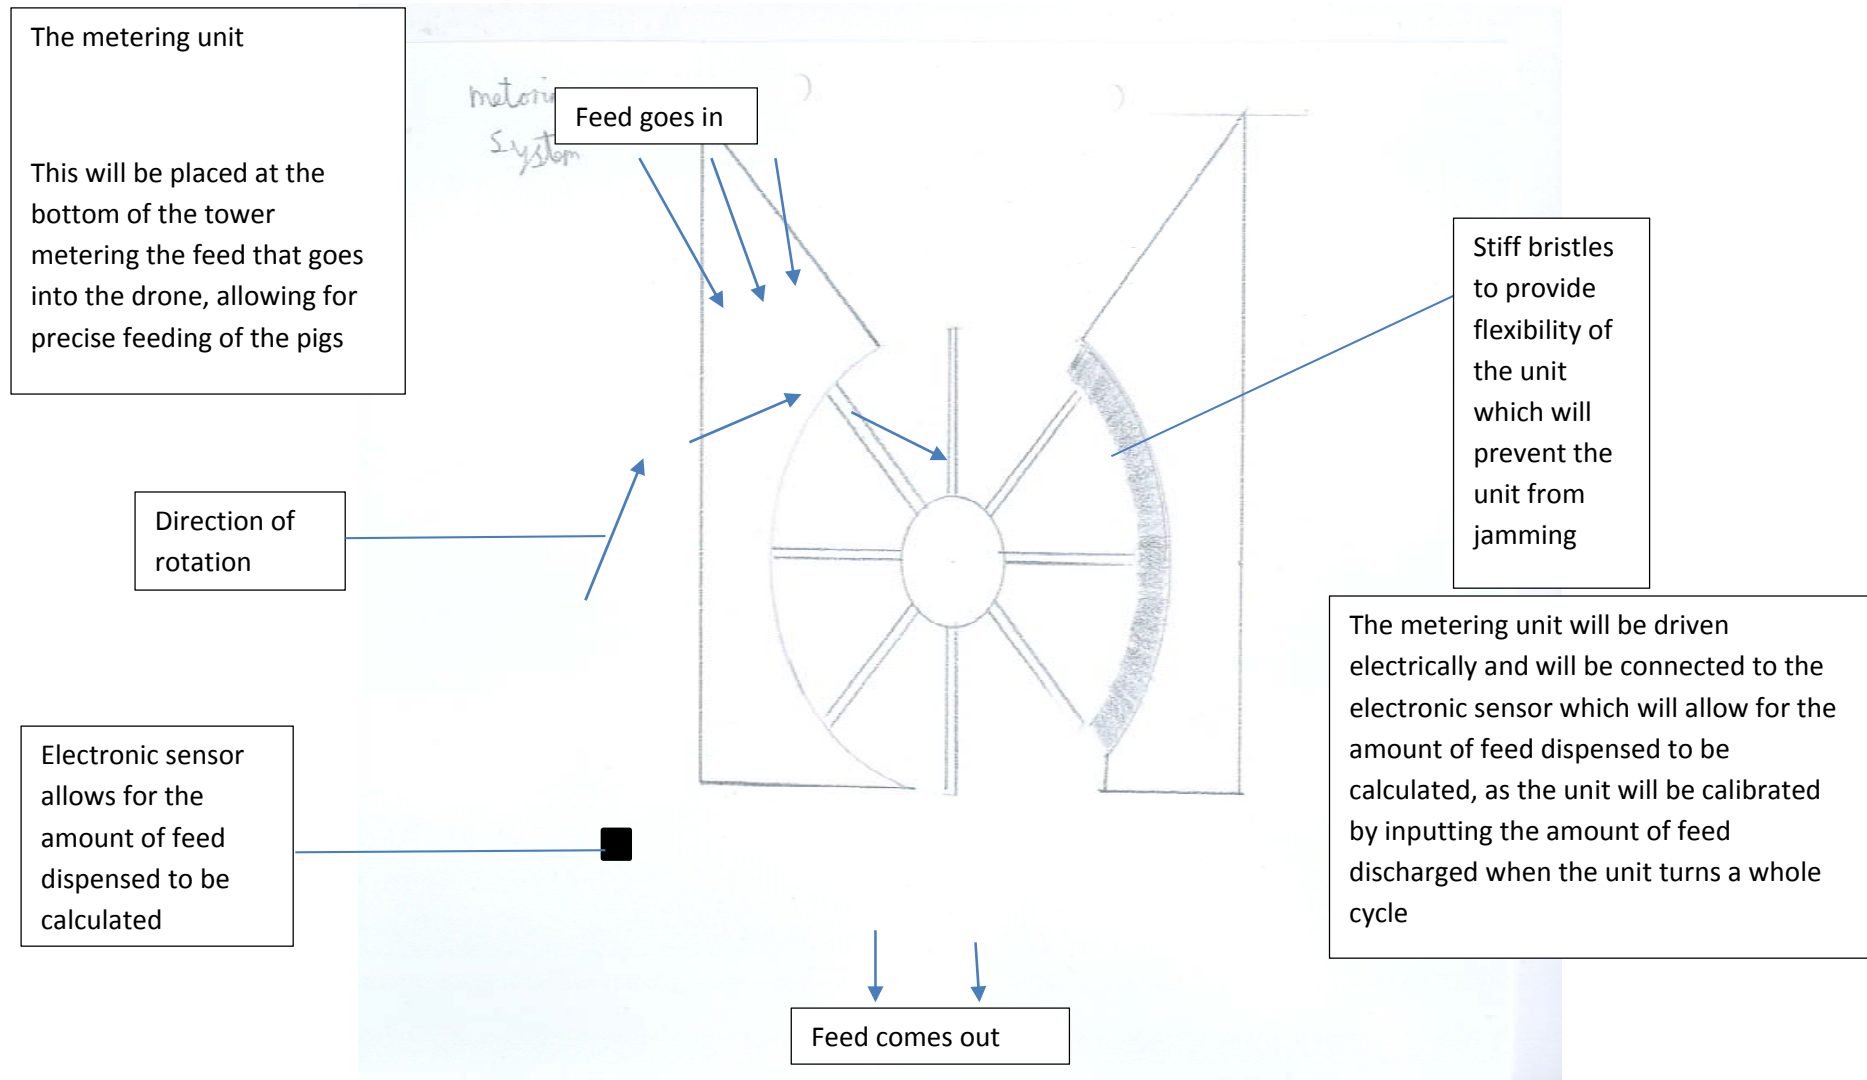 The metering unit
This will be placed at the
bottom of the tower
metering the feed that goes
into the drone, allowing for
precise feeding of the pigs
System
Feed goes in
Stiff bristles
to provide
flexibility of
the unit
which will
prevent the
unit from
jamming
Direction of
rotation
The metering unit will be driven
electrically and will be connected to the
electronic sensor which will allow for the
amount of feed dispensed to be
calculated, as the unit will be calibrated
by inputting the amount of feed
discharged when the unit turns a whole
cycle
Electronic sensor
allows for the
amount of feed
dispensed to be
calculated
Feed comes out